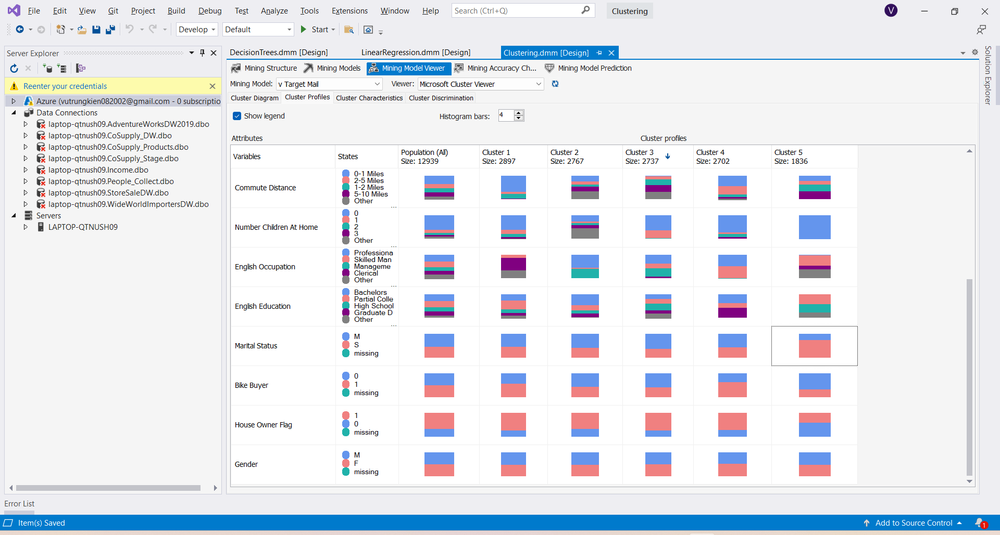 File Edit View Git Project Build Debug Test Analyze Tools Extensions Window Help Search (Ctrl+Q) Clustering V
Develop Default Start
Server Explorer
Reenter your credentials
Azure (vutrungkien082002@gmail.com - 0 subscriptio
Data Connections
laptop-qtnush09.AdventureWorksDW2019.dbo
laptop-qtnush09.CoSupply_DW.dbo
laptop-qtnush09.CoSupply_Products.dbo
laptop-qtnush09.CoSupply_Stage.dbo
laptop-qtnush09.Income.dbo
laptop-qtnush09.People_Collect.dbo
laptop-qtnush09.StoreSaleDW.dbo
laptop-qtnush09.WideWorldImportersDW.dbo
Servers
LAPTOP-QTNUSH09
DecisionTrees.dmm [Design] LinearRegression.dmm [Design] Clustering.dmm [Design]
Mining Structure Mining Models Mining Model Viewer Mining Accuracy Ch... Mining Model Prediction
Mining Model: v Target Mail Viewer: Microsoft Cluster Viewer
Cluster Diagram Cluster Profiles Cluster Characteristics Cluster Discrimination
Show legend Histogram bars: 4
Attributes Cluster profiles
Variables States Population (All) Cluster 1 Cluster 2 Cluster 3 Cluster 4 Cluster 5
Size: 12939 Size: 2897 Size: 2767 Size: 2737 Size: 2702 Size: 1836
Commute Distance
0-1 Miles
2-5 Miles
1-2 Miles
5-10 Miles
Other
...
Number Children At Home
0
1
2
3
Other
...
English Occupation
Professiona
Skilled Man
Manageme
Clerical
Other
...
English Education
Bachelors
Partial Colle
High School
Graduate D
Other
...
Marital Status
M
S
missing
Bike Buyer
0
1
missing
House Owner Flag
1
0
missing
Gender
M
F
missing
Solution Explorer
Error List
Item(s) Saved Add to Source Control 1